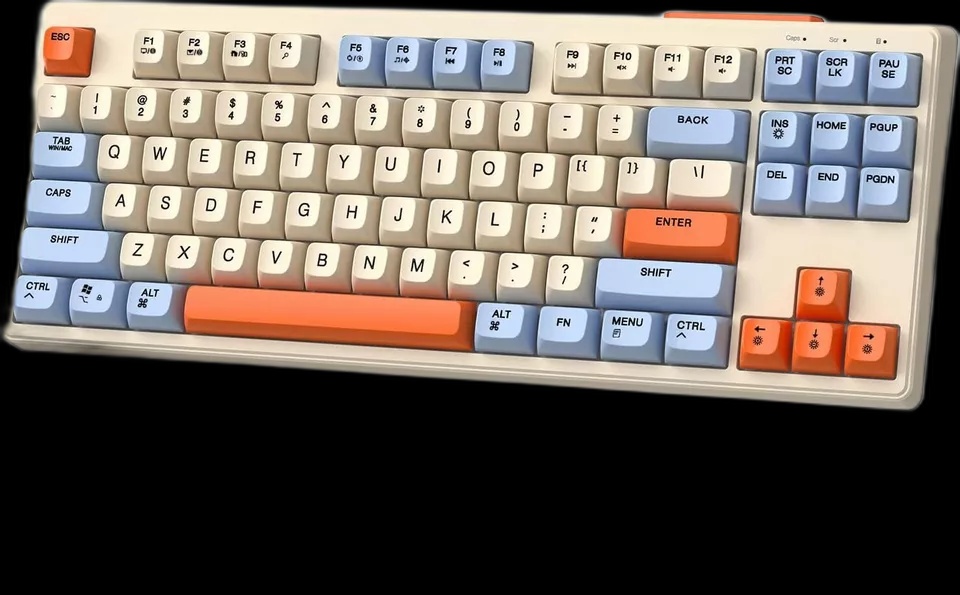 Caps Scr
ESC F1 F2 F3 F4 F5 F6 F7 F8 F9 F10 F11 F12 PRT SC SCR LK PAU SE
~ ! 1 @ 2 # 3 $ 4 % 5 ^ 6 & 7 * 8 ( 9 ) 0 _ - + = BACK INS HOME PGUP
TAB WIN/MAC Q W E R T Y U I O P [{ ]} \| DEL END PGDN
CAPS A S D F G H J K L : ; " ' ENTER
SHIFT Z X C V B N M < , > . ? / SHIFT ↑
CTRL ALT ⌘ ALT ⌘ FN MENU CTRL ← ↓ →